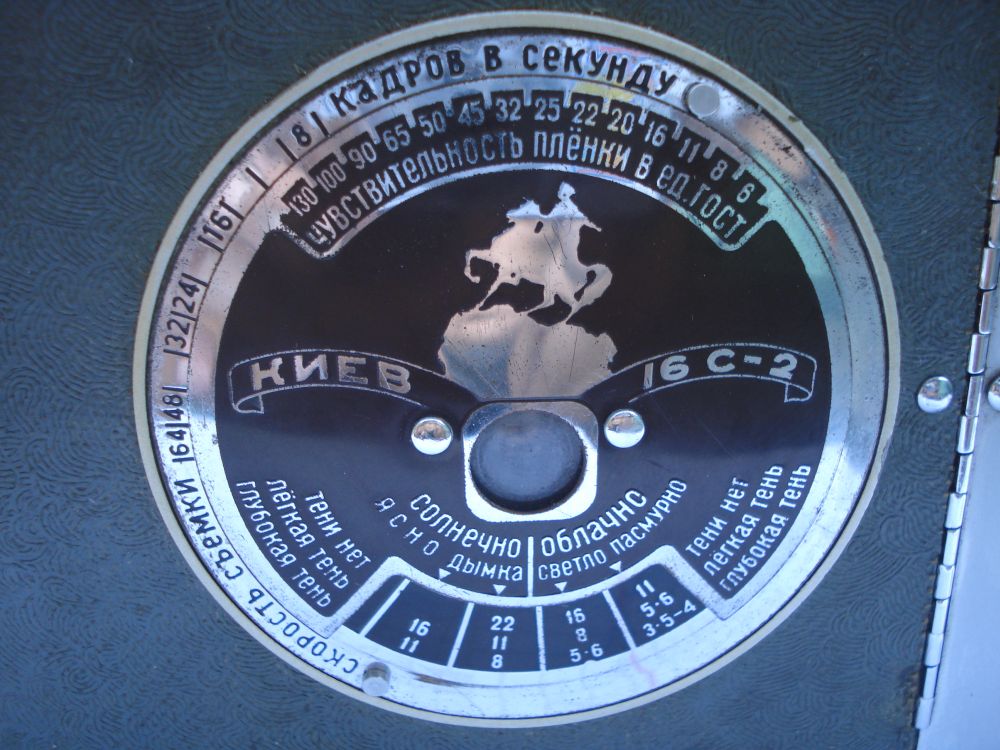 КАДРОВ В СЕКУНДУ
8
16
24
32
48
64
СКОРОСТЬ СЪЕМКИ
130 100 90 65 50 45 32 25 22 20 16 11 8 6
ЧУВСТВИТЕЛЬНОСТЬ ПЛЁНКИ В ЕД. ГОСТ
КИЕВ
16 С-2
СОЛНЕЧНО
ЯСНО ДЫМКА
ОБЛАЧНО
СВЕТЛО ПАСМУРНО
ТЕНИ НЕТ
ЛЁГКАЯ ТЕНЬ
ГЛУБОКАЯ ТЕНЬ
ТЕНИ НЕТ
ЛЕГКАЯ ТЕНЬ
ГЛУБОКАЯ ТЕНЬ
16
11
22
11
8
16
8
5·6
11
5·6
3·5-4